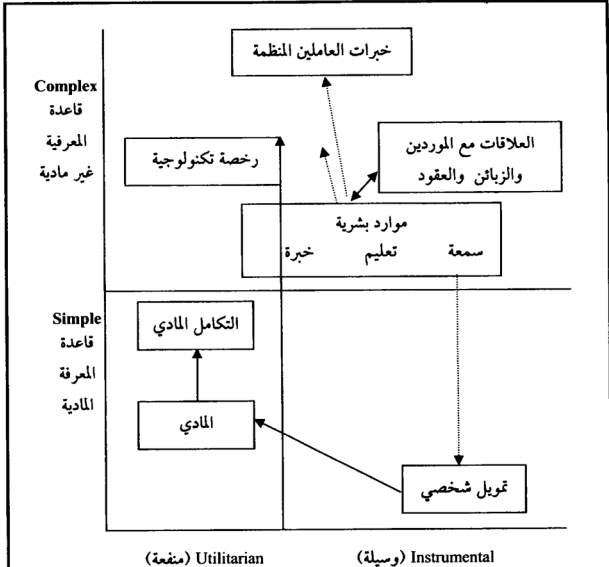 خبرات العاملين المنظمة
Complex
قاعدة
المعرفية
غير مادية
رخصة تكنولوجية
العلاقات مع الموردين
والزبائن والعقود
موارد بشرية
سمعة تعليم خبرة
Simple
قاعدة
المعرفة
المادية
التكامل المادي
المادي
تمويل شخصي
Utilitarian (منفعة)
Instrumental (وسيلة)